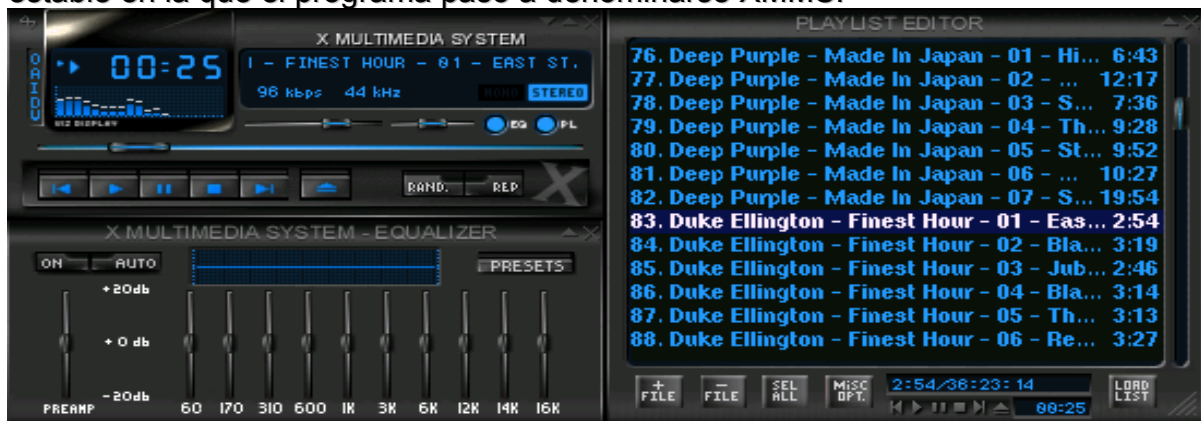 estable en la que el programa pasó a denominares XMMS.
X MULTIMEDIA SYSTEM
O
A
I
D
V
00:25
I - FINEST HOUR - 01 - EAST ST.
96 kbps 44 kHz
MONO STEREO
EQ PL
RAND. REP
X
X MULTIMEDIA SYSTEM - EQUALIZER
ON AUTO
PRESETS
+20db
+0 db
-20db
PREAMP 60 170 310 600 1K 3K 6K 12K 14K 16K
PLAYLIST EDITOR
76. Deep Purple - Made In Japan - 01 - Hi... 6:43
77. Deep Purple - Made In Japan - 02 - ... 12:17
78. Deep Purple - Made In Japan - 03 - S... 7:36
79. Deep Purple - Made In Japan - 04 - Th... 9:28
80. Deep Purple - Made In Japan - 05 - St... 9:52
81. Deep Purple - Made In Japan - 06 - ... 10:27
82. Deep Purple - Made In Japan - 07 - S... 19:54
83. Duke Ellington - Finest Hour - 01 - Eas... 2:54
84. Duke Ellington - Finest Hour - 02 - Bla... 3:19
85. Duke Ellington - Finest Hour - 03 - Jub... 2:46
86. Duke Ellington - Finest Hour - 04 - Bla... 3:14
87. Duke Ellington - Finest Hour - 05 - Th... 3:13
88. Duke Ellington - Finest Hour - 06 - Re... 3:27
+ FILE - FILE SEL ALL MISC OPT. 2:54/36:23:14 LOAD LIST
00:25